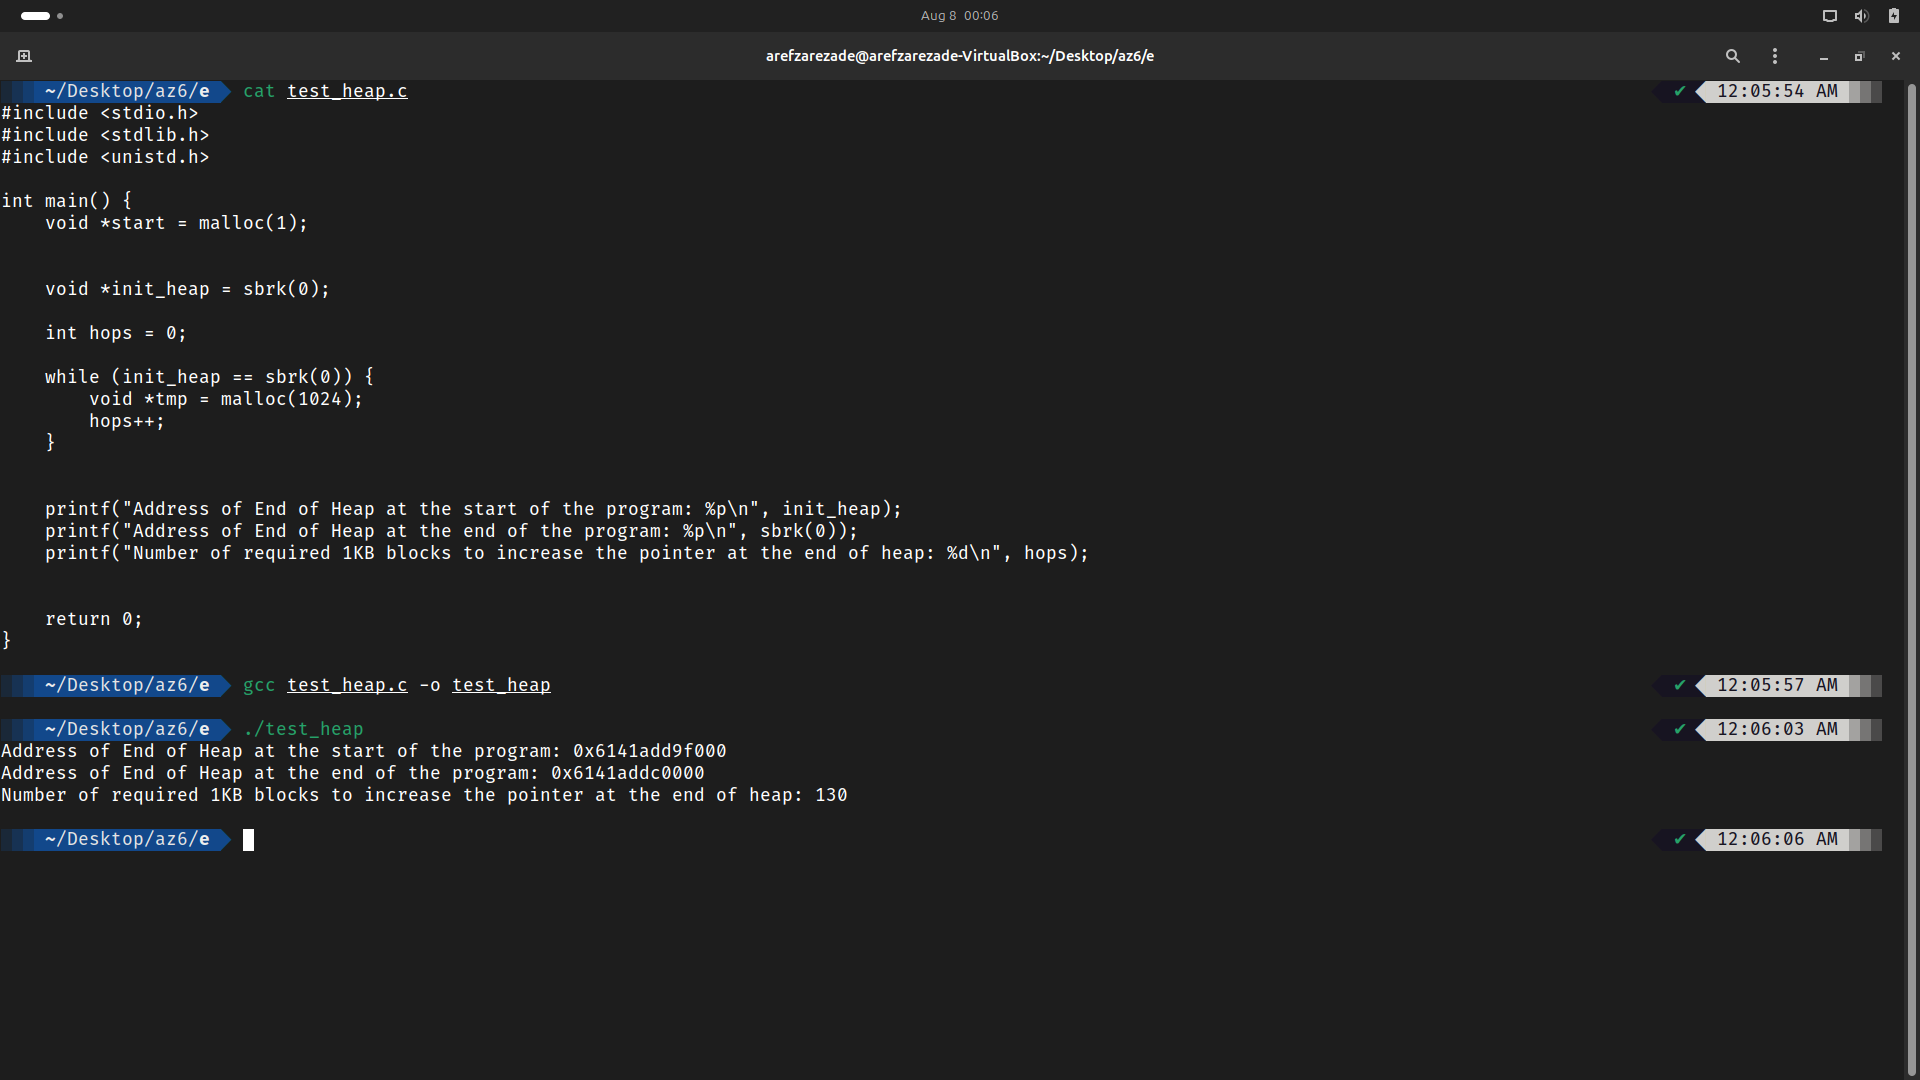 Aug 8 00:06
arefzarezade@arefzarezade-VirtualBox:~/Desktop/az6/e
~/Desktop/az6/e cat test_heap.c ✔ 12:05:54 AM
#include <stdio.h>
#include <stdlib.h>
#include <unistd.h>
int main() {
    void *start = malloc(1);
    void *init_heap = sbrk(0);
    int hops = 0;
    while (init_heap == sbrk(0)) {
        void *tmp = malloc(1024);
        hops++;
    }
    printf("Address of End of Heap at the start of the program: %p\n", init_heap);
    printf("Address of End of Heap at the end of the program: %p\n", sbrk(0));
    printf("Number of required 1KB blocks to increase the pointer at the end of heap: %d\n", hops);
    return 0;
}
~/Desktop/az6/e gcc test_heap.c -o test_heap ✔ 12:05:57 AM
~/Desktop/az6/e ./test_heap ✔ 12:06:03 AM
Address of End of Heap at the start of the program: 0x6141add9f000
Address of End of Heap at the end of the program: 0x6141addc0000
Number of required 1KB blocks to increase the pointer at the end of heap: 130
~/Desktop/az6/e ✔ 12:06:06 AM